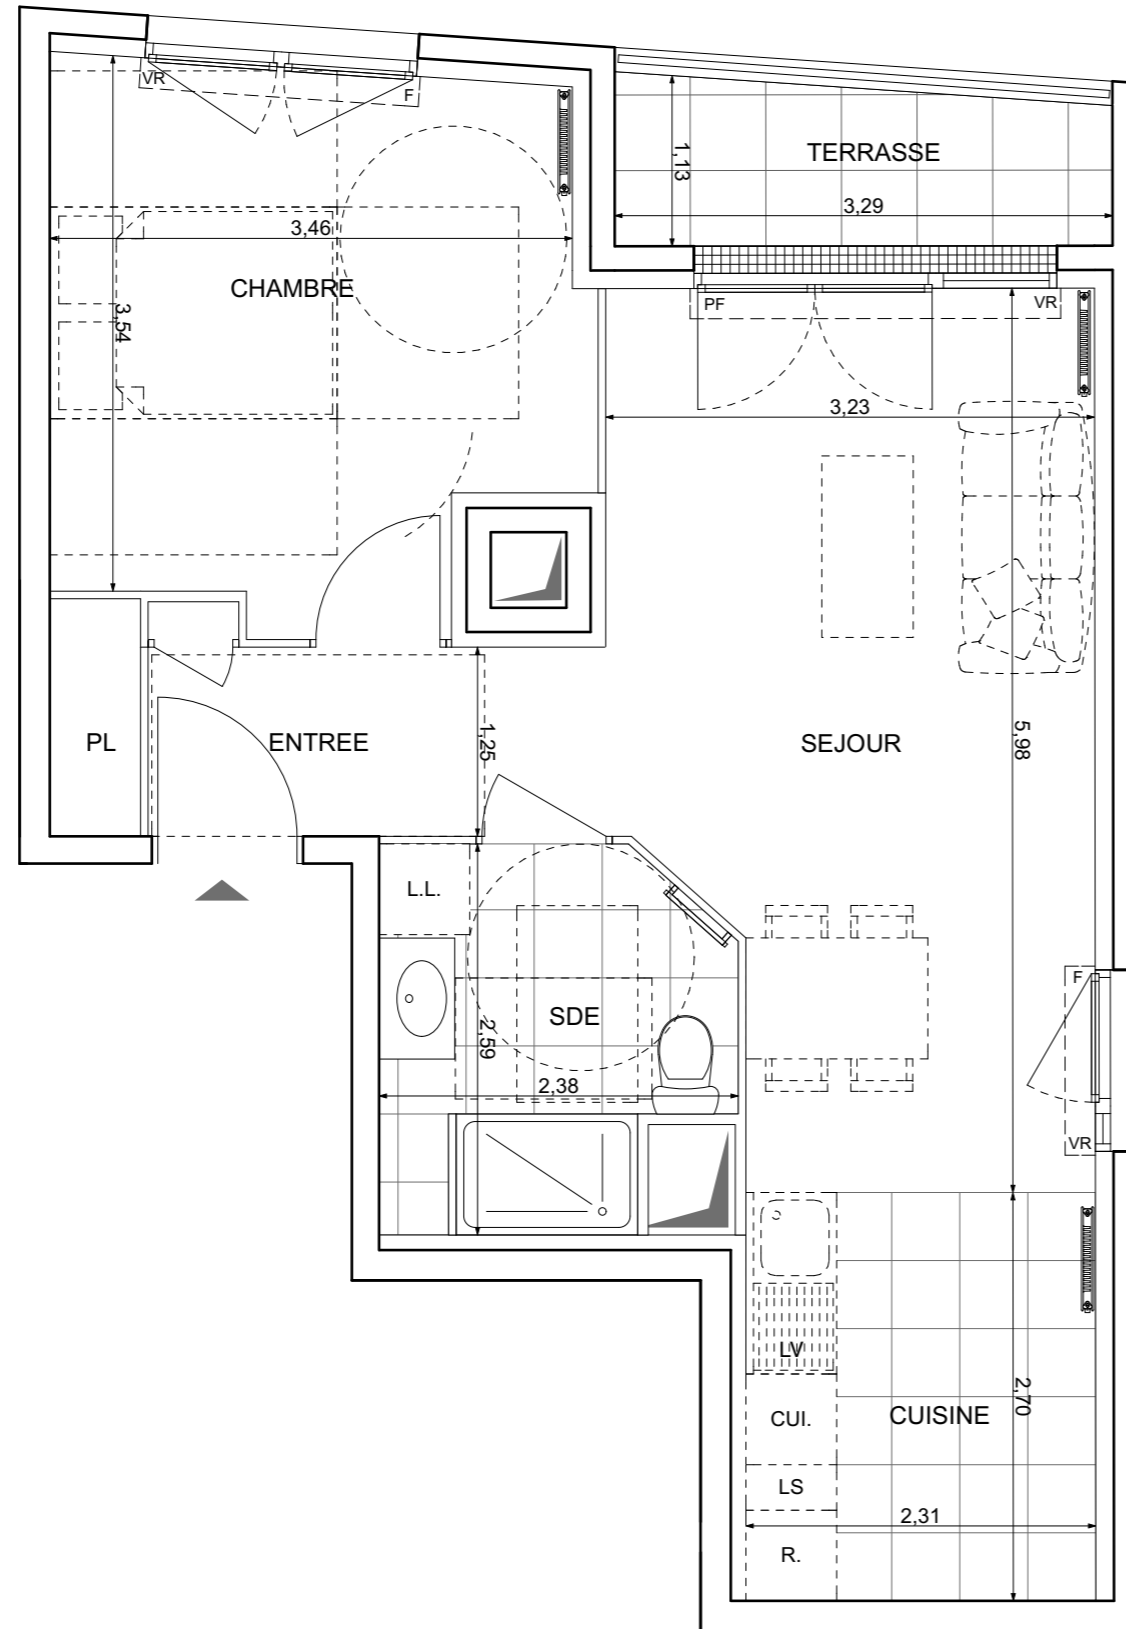 VR
F
TERRASSE
1,13
3,29
3,46
CHAMBRE
3,54
PF
VR
3,23
PL
ENTREE
1,25
SEJOUR
5,98
L.L.
F
SDE
2,59
2,38
VR
LV
2,70
CUI.
CUISINE
LS
2,31
R.